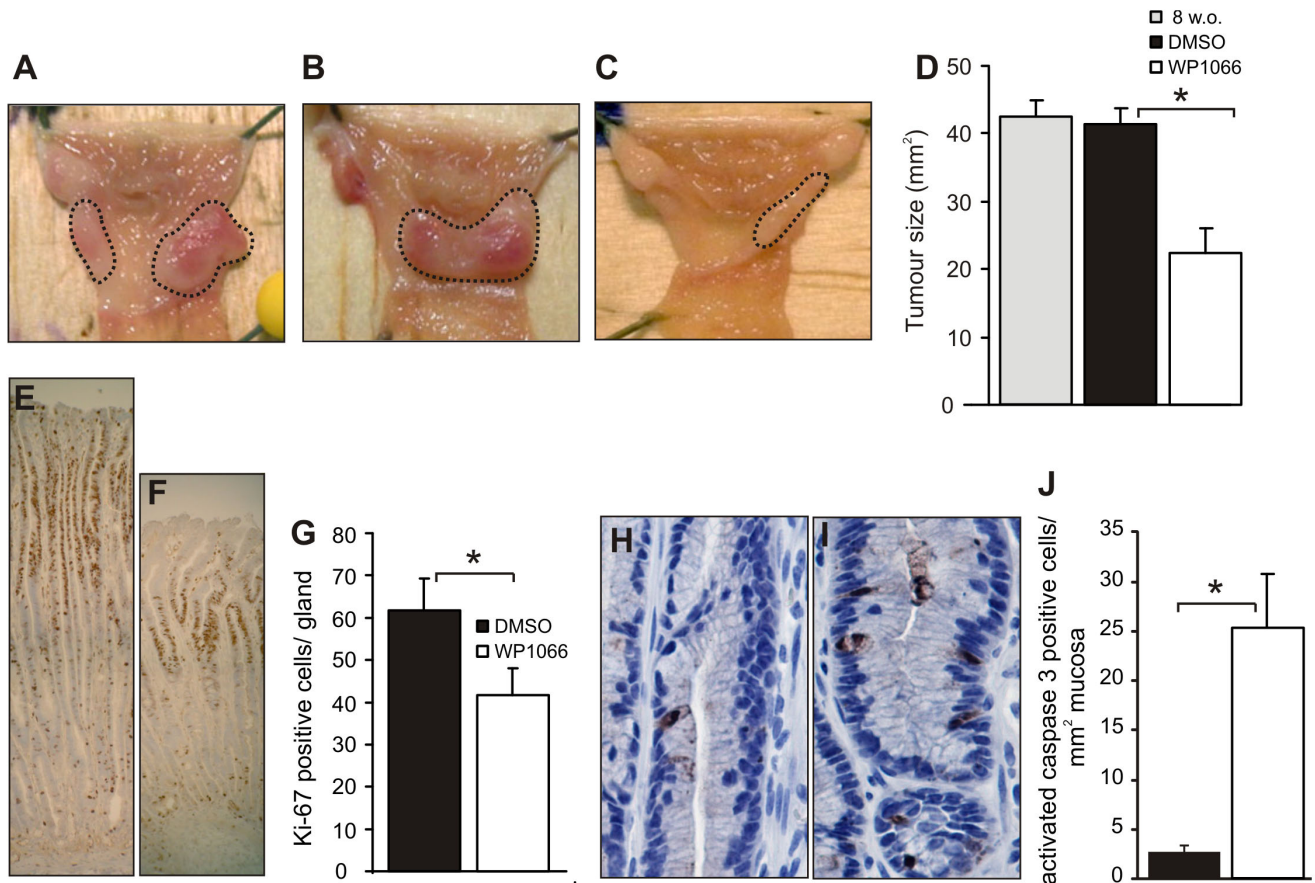 A
B
C
D
8 w.o.
DMSO
WP1066
*
50
40
30
20
10
0
Tumour size (mm²)
E
F
G
80
70
60
50
40
30
20
10
0
*
DMSO
WP1066
Ki-67 positive cells/ gland
H
I
J
35
30
25
20
15
10
5
0
*
activated caspase 3 positive cells/
mm² mucosa